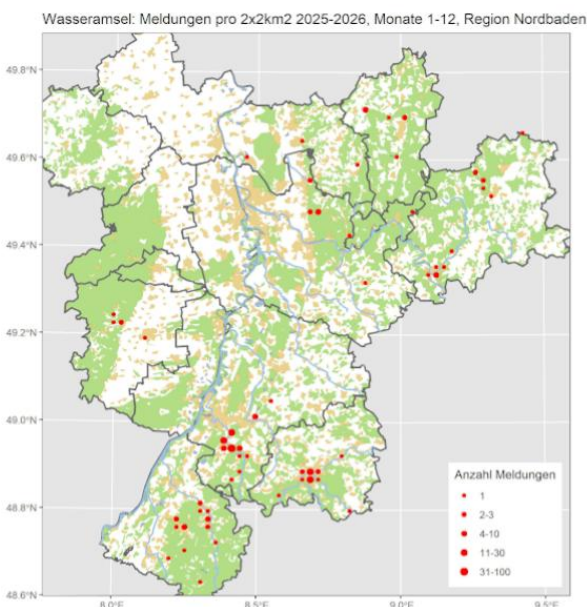 Wasseramsel: Meldungen pro 2x2km2 2025-2026, Monate 1-12, Region Nordbaden
49.8°N
49.6°N
49.4°N
49.2°N
49.0°N
48.8°N
48.6°N
8.0°E
8.5°E
9.0°E
9.5°E
Anzahl Meldungen
1
2-3
4-10
11-30
31-100